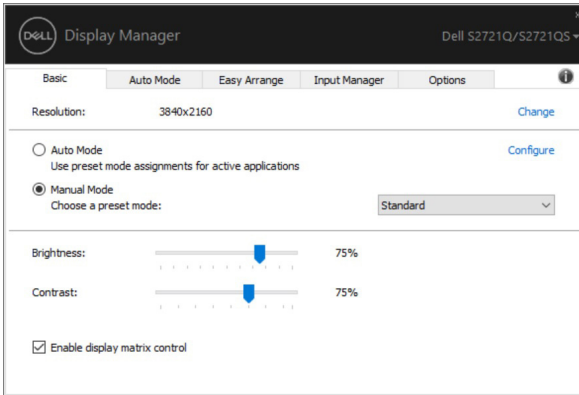 DELL Display Manager
Dell S2721Q/S2721QS
Basic Auto Mode Easy Arrange Input Manager Options
Resolution: 3840x2160 Change
Auto Mode Configure
Use preset mode assignments for active applications
Manual Mode
Choose a preset mode: Standard
Brightness: 75%
Contrast: 75%
Enable display matrix control